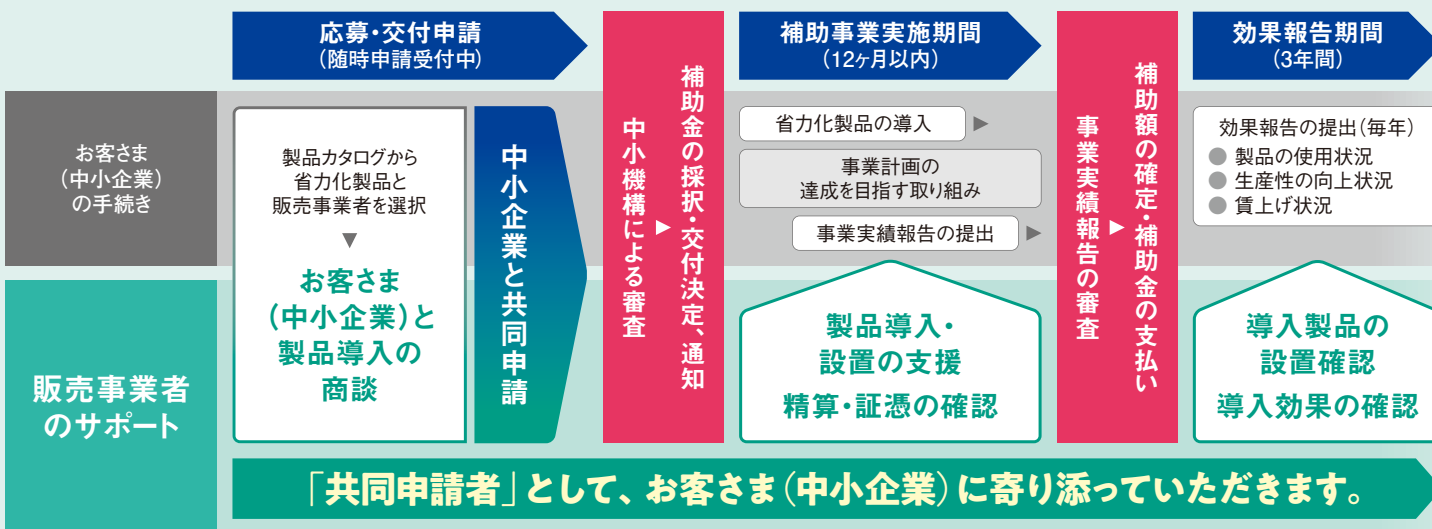 応募・交付申請
(随時申請受付中)
補助事業実施期間
(12ヶ月以内)
効果報告期間
(3年間)
お客さま
(中小企業)
の手続き
製品カタログから
省力化製品と
販売事業者を選択
▼
お客さま
(中小企業)と
製品導入の
商談
中小企業と共同申請
中小機構による審査
▶
補助金の採択・交付決定、通知
省力化製品の導入 ▶
事業計画の
達成を目指す取り組み
事業実績報告の提出 ▶
製品導入・
設置の支援
精算・証憑の確認
事業実績報告の審査
▶
補助額の確定・補助金の支払い
効果報告の提出(毎年)
● 製品の使用状況
● 生産性の向上状況
● 賃上げ状況
導入製品の
設置確認
導入効果の確認
販売事業者
のサポート
「共同申請者」として、お客さま(中小企業)に寄り添っていただきます。